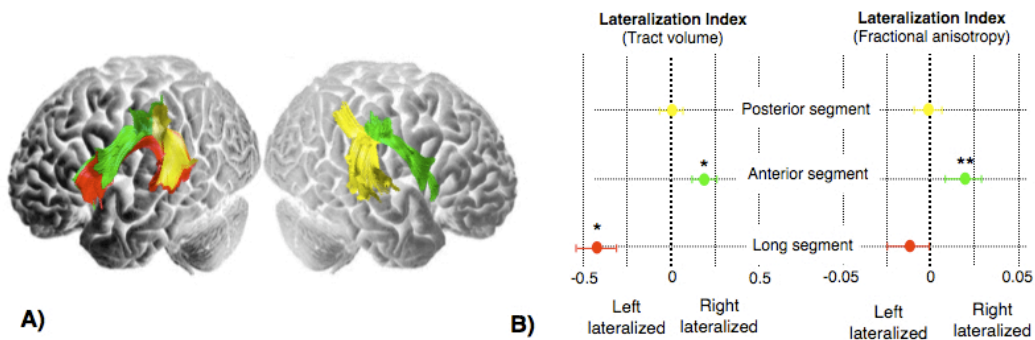 Lateralization Index
(Tract volume)
Lateralization Index
(Fractional anisotropy)
Posterior segment
*
Anterior segment
**
*
Long segment
-0.5
0
0.5
-0.05
0
0.05
A)
B)
Left
lateralized
Right
lateralized
Left
lateralized
Right
lateralized